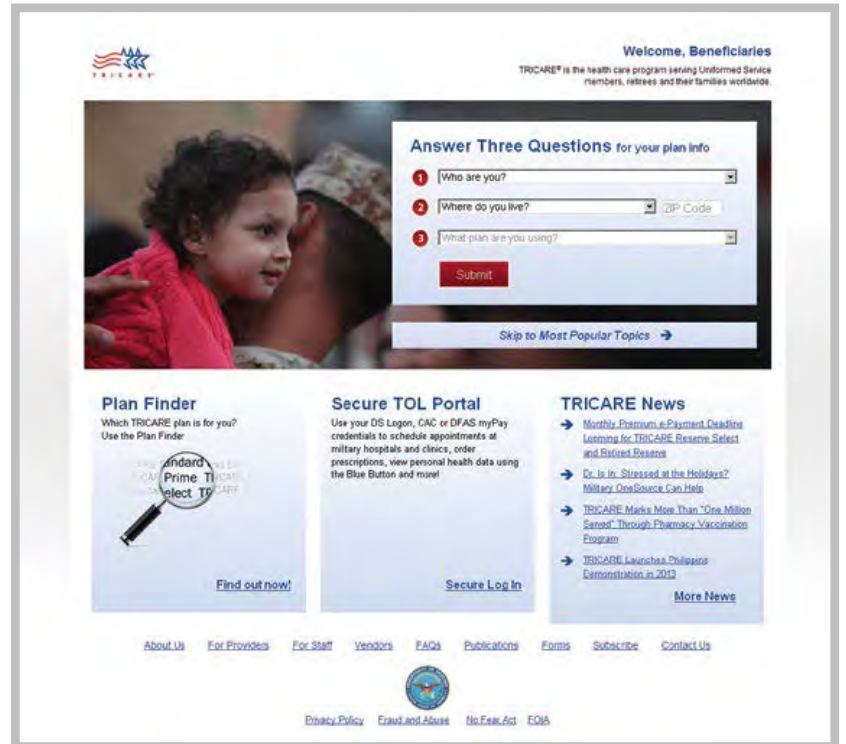 TRICARE
Welcome, Beneficiaries
TRICARE® is the health care program serving Uniformed Service
members, retirees and their families worldwide.
Answer Three Questions for your plan info
1 Who are you?
2 Where do you live? ZIP Code
3 What plan are you using?
Submit
Skip to Most Popular Topics →
Plan Finder
Which TRICARE plan is for you?
Use the Plan Finder
andard
Prime TRICARE
elect TRICARE
Find out now!
Secure TOL Portal
Use your DS Logon, CAC or DFAS myPay
credentials to schedule appointments at
military hospitals and clinics, order
prescriptions, view personal health data using
the Blue Button and more!
Secure Log In
TRICARE News
→ Monthly Premium e-Payment Deadline
Looming for TRICARE Reserve Select
and Retired Reserve
→ Dr. Is In: Stressed at the Holidays?
Military OneSource Can Help
→ TRICARE Marks More Than "One Million
Served" Through Pharmacy Vaccination
Program
→ TRICARE Launches Philippine
Demonstration in 2013
More News
About Us For Providers For Staff Vendors FAQs Publications Forms Subscribe Contact Us
Privacy Policy Fraud and Abuse No Fear Act FOIA